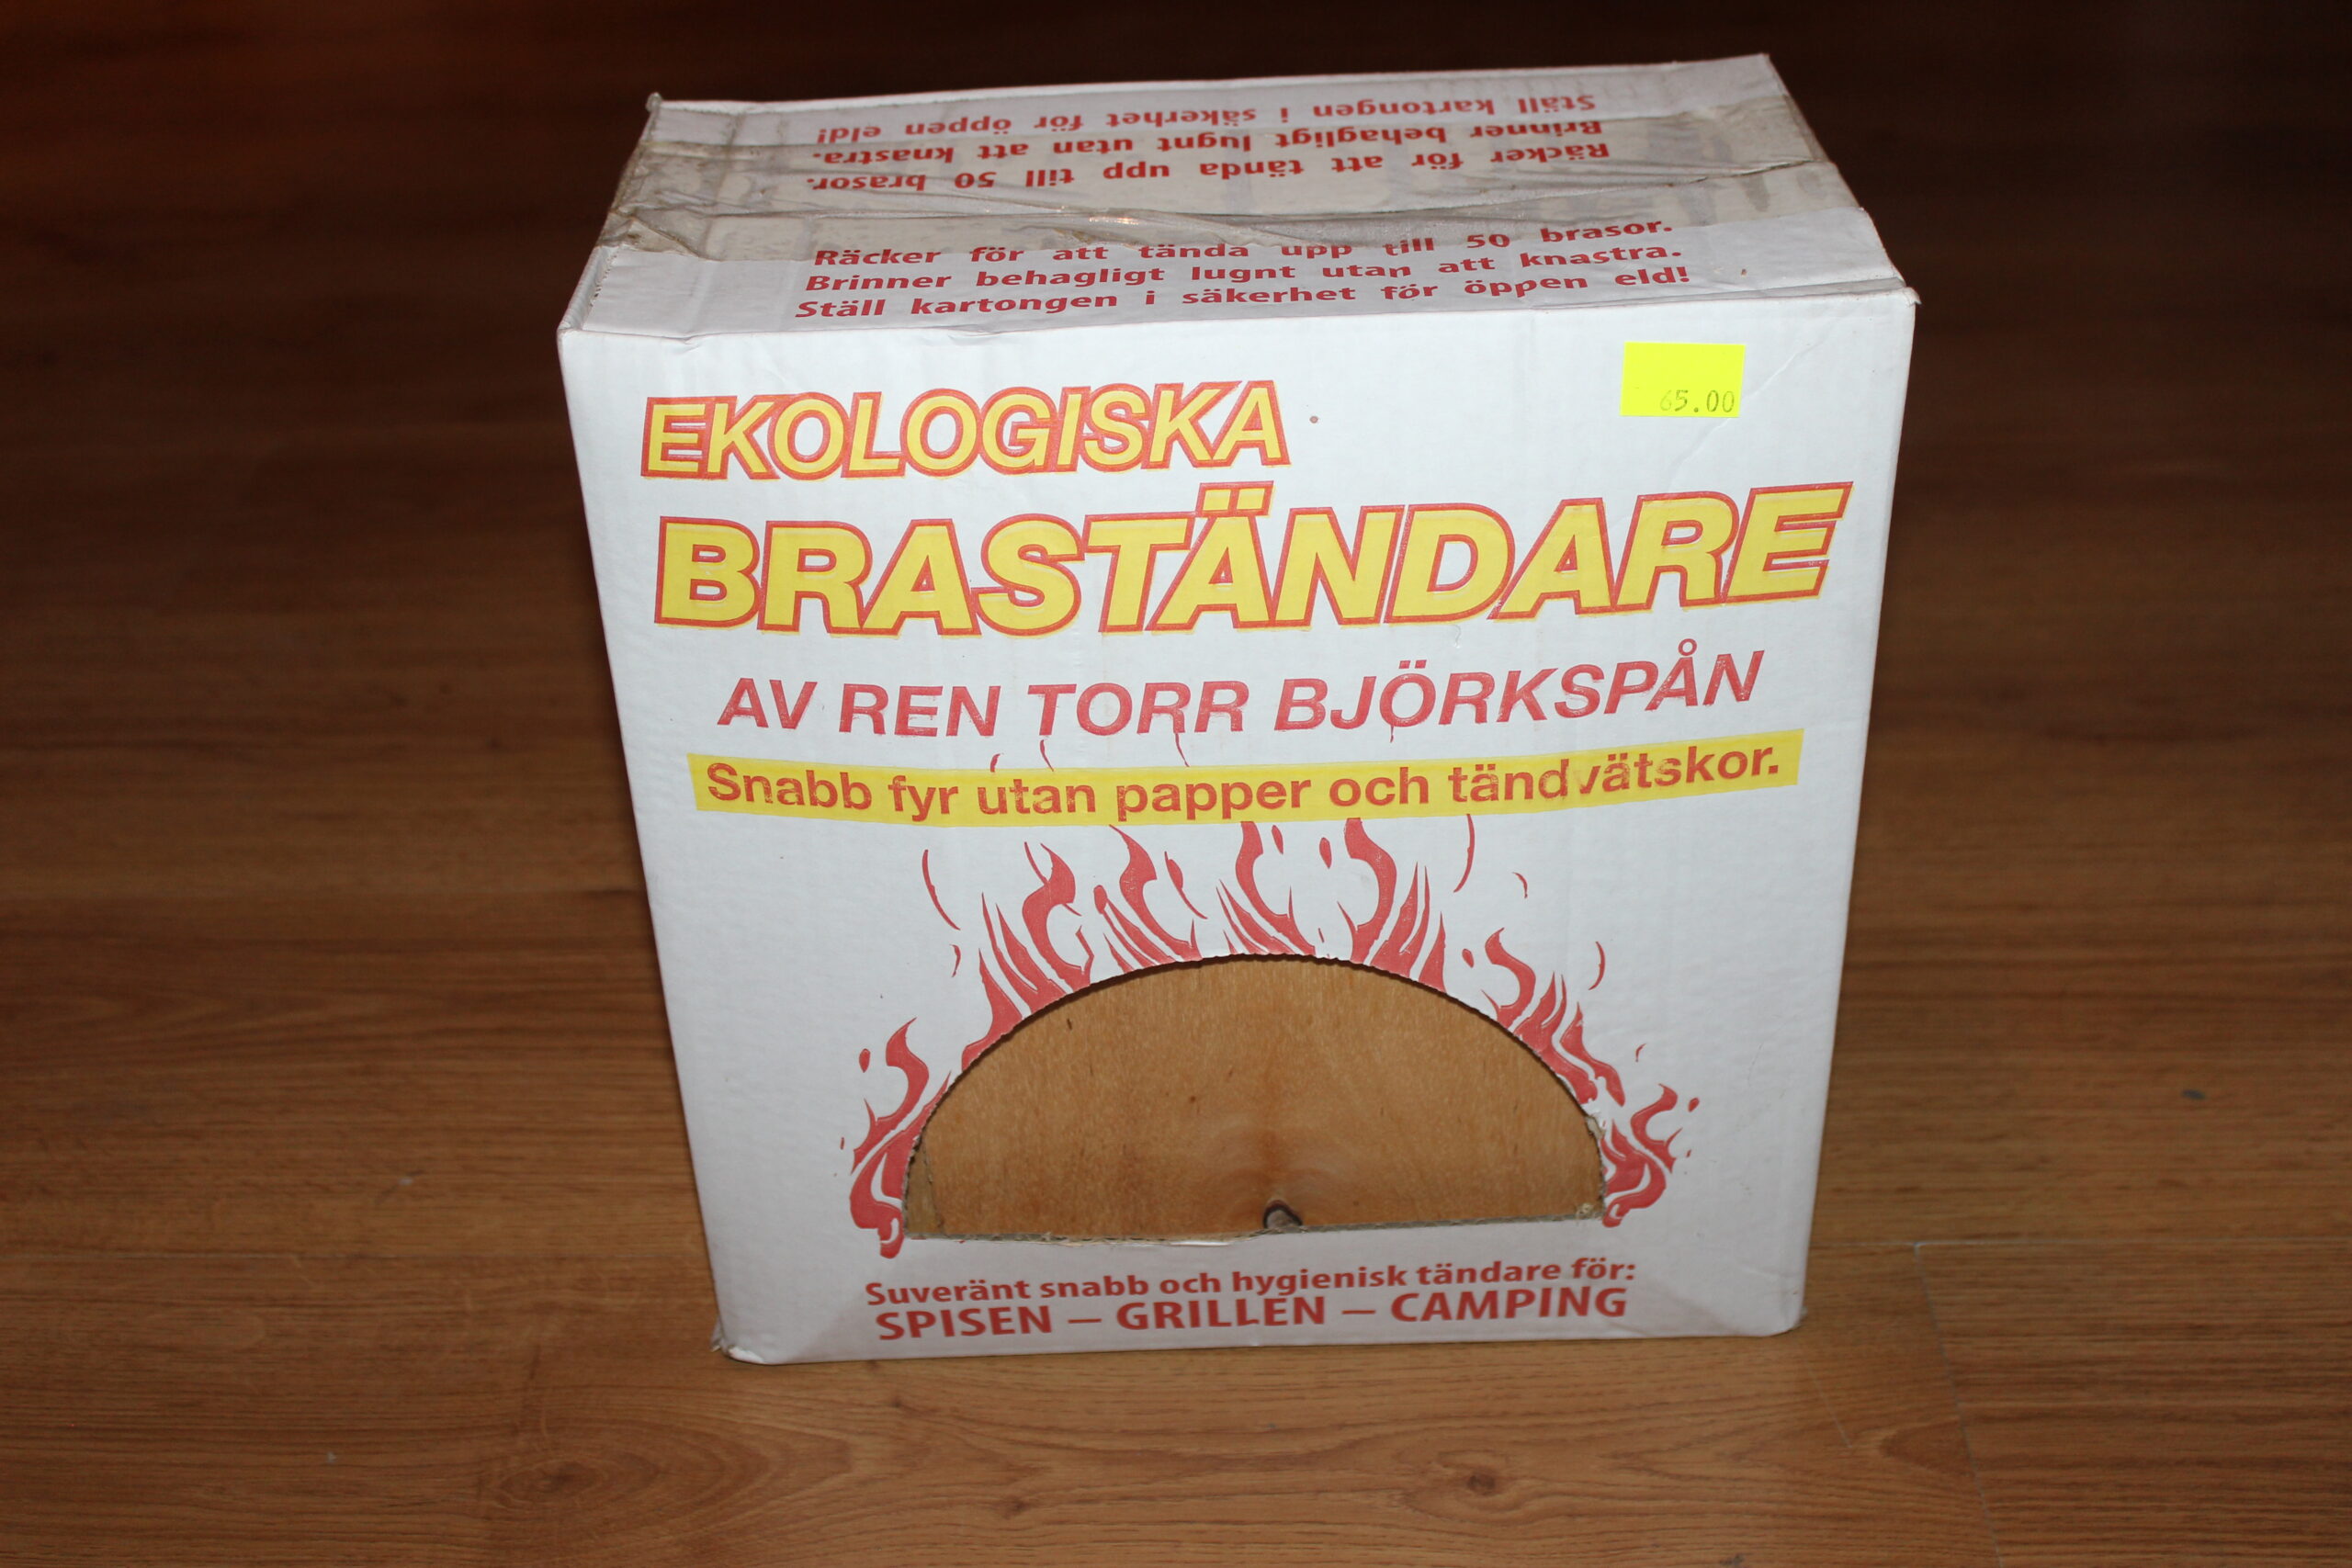 Ställ kartongen i säkerhet för öppen eld!
Brinner behagligt lugnt utan att knastra.
Räcker för att tända upp till 50 brasor.
Räcker för att tända upp till 50 brasor.
Brinner behagligt lugnt utan att knastra.
Ställ kartongen i säkerhet för öppen eld!
65.00
EKOLOGISKA
BRASTÄNDARE
AV REN TORR BJÖRKSPÅN
Snabb fyr utan papper och tändvätskor.
Suveränt snabb och hygienisk tändare för:
SPISEN – GRILLEN – CAMPING